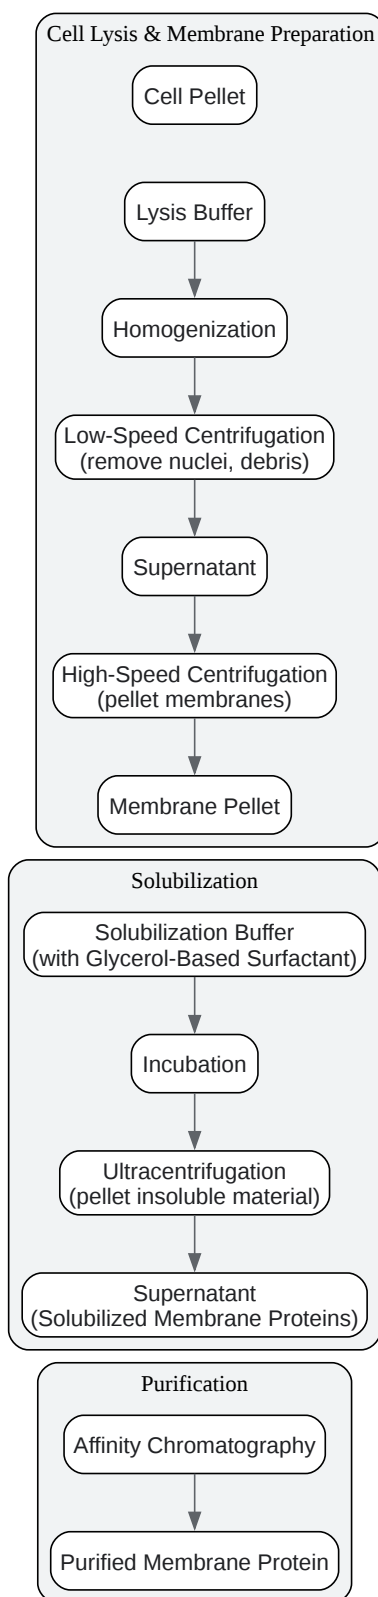 Cell Lysis & Membrane Preparation
Cell Pellet
Lysis Buffer
Homogenization
Low-Speed Centrifugation
(remove nuclei, debris)
Supernatant
High-Speed Centrifugation
(pellet membranes)
Membrane Pellet
Solubilization
Solubilization Buffer
(with Glycerol-Based Surfactant)
Incubation
Ultracentrifugation
(pellet insoluble material)
Supernatant
(Solubilized Membrane Proteins)
Purification
Affinity Chromatography
Purified Membrane Protein